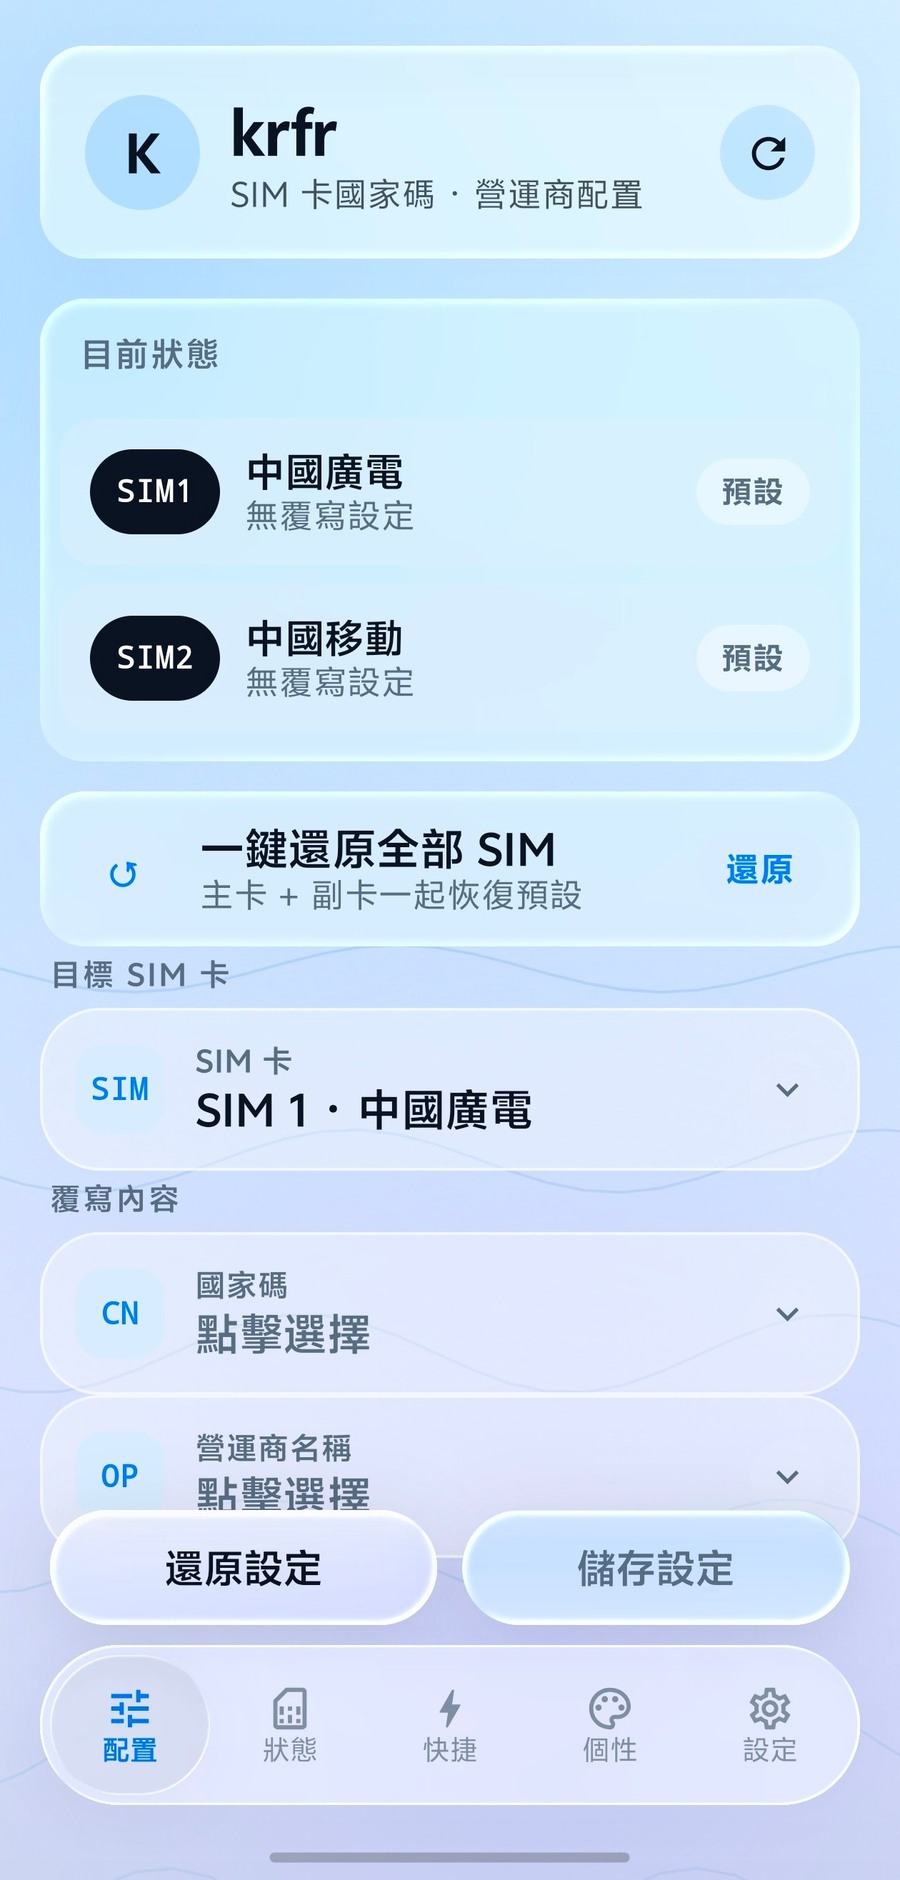 K
krfr
SIM 卡國家碼 · 營運商配置
目前狀態
SIM1
中國廣電
無覆寫設定
預設
SIM2
中國移動
無覆寫設定
預設
一鍵還原全部 SIM
主卡 + 副卡一起恢復預設
還原
目標 SIM 卡
SIM
SIM 卡
SIM 1 · 中國廣電
覆寫內容
CN
國家碼
點擊選擇
OP
營運商名稱
點擊選擇
還原設定
儲存設定
配置
狀態
快捷
個性
設定